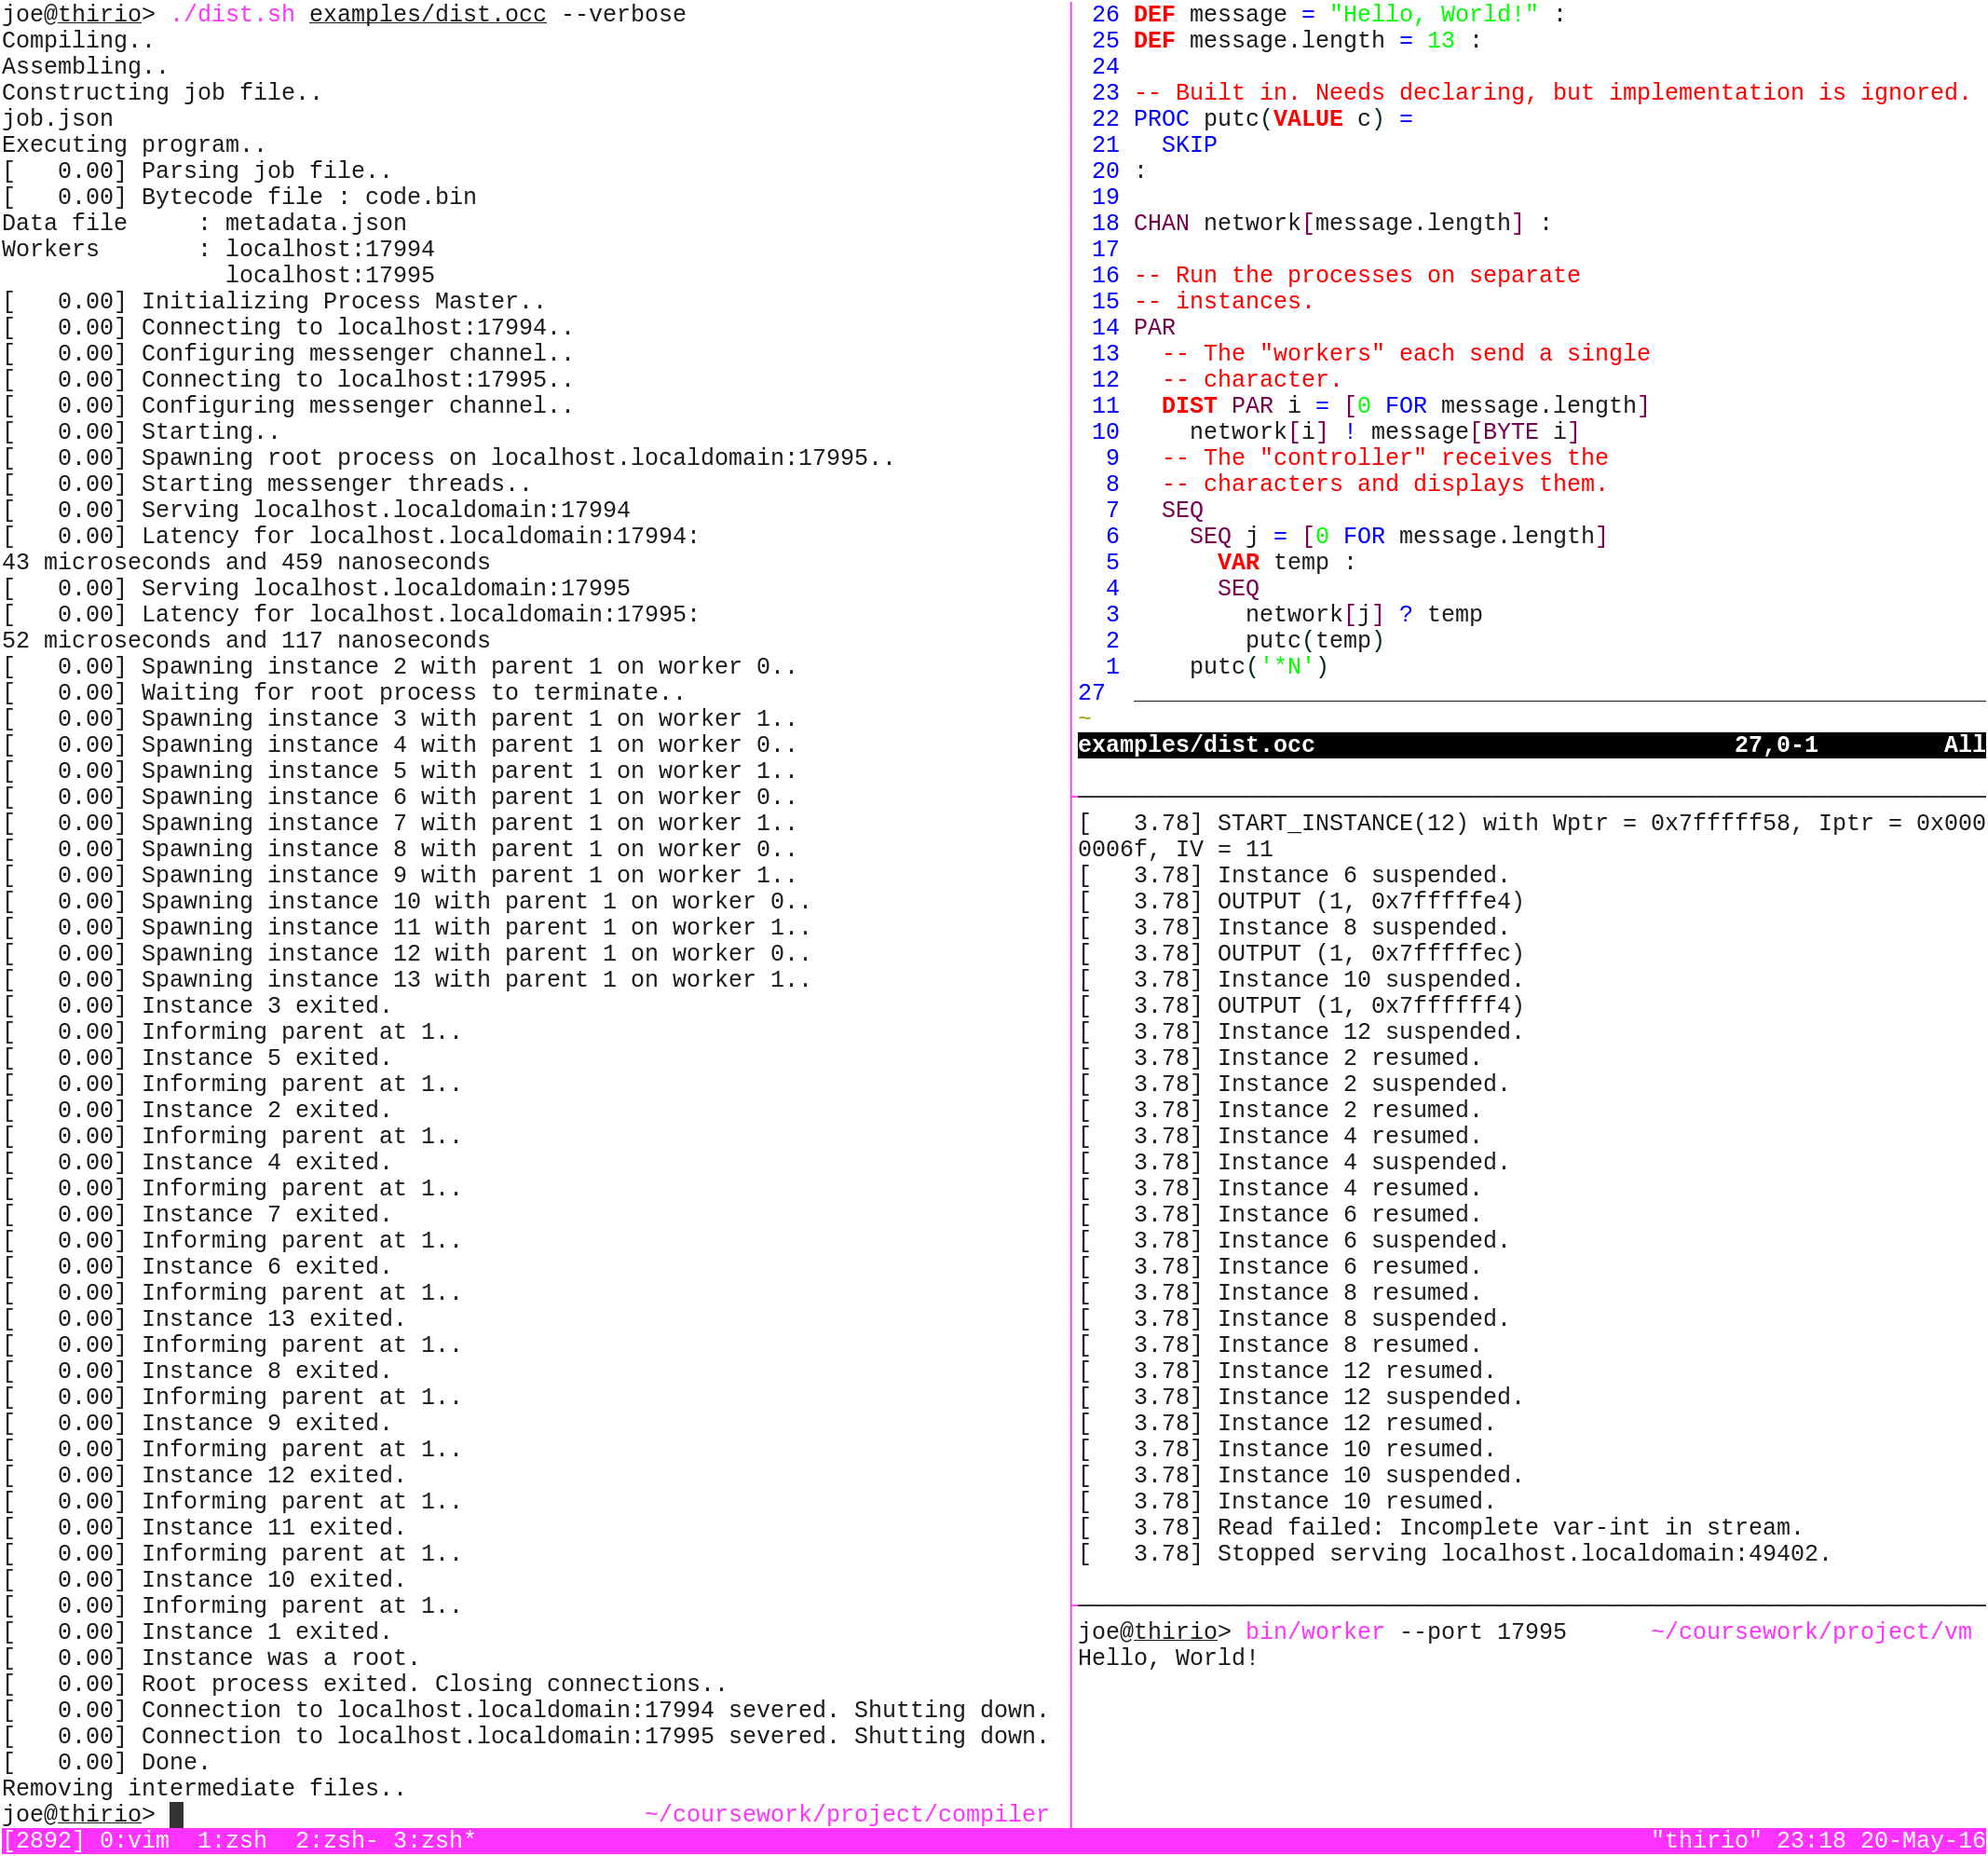 joe@thirio> ./dist.sh examples/dist.occ --verbose
Compiling..
Assembling..
Constructing job file..
job.json
Executing program..
[   0.00] Parsing job file..
[   0.00] Bytecode file : code.bin
Data file     : metadata.json
Workers       : localhost:17994
                localhost:17995
[   0.00] Initializing Process Master..
[   0.00] Connecting to localhost:17994..
[   0.00] Configuring messenger channel..
[   0.00] Connecting to localhost:17995..
[   0.00] Configuring messenger channel..
[   0.00] Starting..
[   0.00] Spawning root process on localhost.localdomain:17995..
[   0.00] Starting messenger threads..
[   0.00] Serving localhost.localdomain:17994
[   0.00] Latency for localhost.localdomain:17994:
43 microseconds and 459 nanoseconds
[   0.00] Serving localhost.localdomain:17995
[   0.00] Latency for localhost.localdomain:17995:
52 microseconds and 117 nanoseconds
[   0.00] Spawning instance 2 with parent 1 on worker 0..
[   0.00] Waiting for root process to terminate..
[   0.00] Spawning instance 3 with parent 1 on worker 1..
[   0.00] Spawning instance 4 with parent 1 on worker 0..
[   0.00] Spawning instance 5 with parent 1 on worker 1..
[   0.00] Spawning instance 6 with parent 1 on worker 0..
[   0.00] Spawning instance 7 with parent 1 on worker 1..
[   0.00] Spawning instance 8 with parent 1 on worker 0..
[   0.00] Spawning instance 9 with parent 1 on worker 1..
[   0.00] Spawning instance 10 with parent 1 on worker 0..
[   0.00] Spawning instance 11 with parent 1 on worker 1..
[   0.00] Spawning instance 12 with parent 1 on worker 0..
[   0.00] Spawning instance 13 with parent 1 on worker 1..
[   0.00] Instance 3 exited.
[   0.00] Informing parent at 1..
[   0.00] Instance 5 exited.
[   0.00] Informing parent at 1..
[   0.00] Instance 2 exited.
[   0.00] Informing parent at 1..
[   0.00] Instance 4 exited.
[   0.00] Informing parent at 1..
[   0.00] Instance 7 exited.
[   0.00] Informing parent at 1..
[   0.00] Instance 6 exited.
[   0.00] Informing parent at 1..
[   0.00] Instance 13 exited.
[   0.00] Informing parent at 1..
[   0.00] Instance 8 exited.
[   0.00] Informing parent at 1..
[   0.00] Instance 9 exited.
[   0.00] Informing parent at 1..
[   0.00] Instance 12 exited.
[   0.00] Informing parent at 1..
[   0.00] Instance 11 exited.
[   0.00] Informing parent at 1..
[   0.00] Instance 10 exited.
[   0.00] Informing parent at 1..
[   0.00] Instance 1 exited.
[   0.00] Instance was a root.
[   0.00] Root process exited. Closing connections..
[   0.00] Connection to localhost.localdomain:17994 severed. Shutting down.
[   0.00] Connection to localhost.localdomain:17995 severed. Shutting down.
[   0.00] Done.
Removing intermediate files..
joe@thirio> ~/coursework/project/compiler
26 DEF message = "Hello, World!" :
25 DEF message.length = 13 :
24
23 -- Built in. Needs declaring, but implementation is ignored.
22 PROC putc(VALUE c) =
21   SKIP
20 :
19
18 CHAN network[message.length] :
17
16 -- Run the processes on separate
15 -- instances.
14 PAR
13   -- The "workers" each send a single
12   -- character.
11   DIST PAR i = [0 FOR message.length]
10     network[i] ! message[BYTE i]
9   -- The "controller" receives the
8   -- characters and displays them.
7   SEQ
6     SEQ j = [0 FOR message.length]
5       VAR temp :
4       SEQ
3         network[j] ? temp
2         putc(temp)
1     putc('*N')
27
~
examples/dist.occ 27,0-1 All
[   3.78] START_INSTANCE(12) with Wptr = 0x7fffff58, Iptr = 0x000
0006f, IV = 11
[   3.78] Instance 6 suspended.
[   3.78] OUTPUT (1, 0x7fffffe4)
[   3.78] Instance 8 suspended.
[   3.78] OUTPUT (1, 0x7fffffec)
[   3.78] Instance 10 suspended.
[   3.78] OUTPUT (1, 0x7ffffff4)
[   3.78] Instance 12 suspended.
[   3.78] Instance 2 resumed.
[   3.78] Instance 2 suspended.
[   3.78] Instance 2 resumed.
[   3.78] Instance 4 resumed.
[   3.78] Instance 4 suspended.
[   3.78] Instance 4 resumed.
[   3.78] Instance 6 resumed.
[   3.78] Instance 6 suspended.
[   3.78] Instance 6 resumed.
[   3.78] Instance 8 resumed.
[   3.78] Instance 8 suspended.
[   3.78] Instance 8 resumed.
[   3.78] Instance 12 resumed.
[   3.78] Instance 12 suspended.
[   3.78] Instance 12 resumed.
[   3.78] Instance 10 resumed.
[   3.78] Instance 10 suspended.
[   3.78] Instance 10 resumed.
[   3.78] Read failed: Incomplete var-int in stream.
[   3.78] Stopped serving localhost.localdomain:49402.
joe@thirio> bin/worker --port 17995 ~/coursework/project/vm
Hello, World!
[2892] 0:vim  1:zsh  2:zsh- 3:zsh* "thirio" 23:18 20-May-16